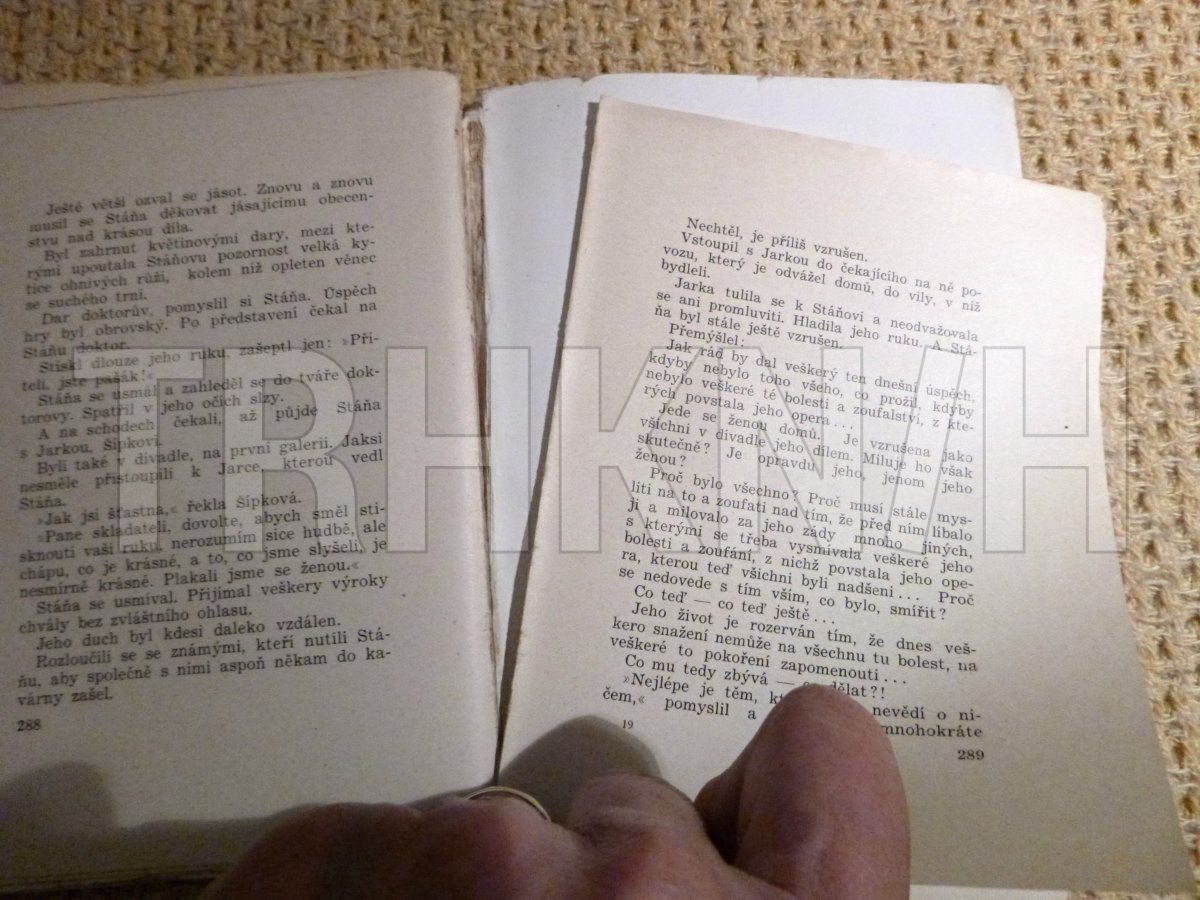 Ještě větší ozval se jásot. Znovu a znovu
musil se Stáňa děkovat jásajícímu obecen-
stvu nad krásou díla.
Byl zahrnut květinovými dary, mezi kte-
rými upoutala Stáňovu pozornost velká ky-
tice ohnivých růží, kolem níž opleten věnec
ze suchého trní.
Dar doktorův, pomyslil si Stáňa. Úspěch
hry byl obrovský. Po představení čekal na
Stáňu doktor.
Stiskl dlouze jeho ruku, zašeptl jen: »Pří-
teli, jste pašák!«
Stáňa se usmál a zahleděl se do tváře dok-
torovy. Spatřil v jeho očích slzy.
A na schodech čekali, až půjde Stáňa
s Jarkou, Šípkovi.
Byli také v divadle, na první galerii. Jaksi
nesměle přistoupili k Jarce, kterou vedl
Stáňa.
»Jak jsi šťastna,« řekla Šípková.
»Pane skladateli, dovolte, abych směl sti-
sknouti vaši ruku, nerozumím sice hudbě, ale
chápu, co je krásné, a to, co jsme slyšeli, je
nesmírně krásné. Plakali jsme se ženou.«
Stáňa se usmíval. Přijímal veškery výroky
chvály bez zvláštního ohlasu.
Jeho duch byl kdesi daleko vzdálen.
Rozloučili se se známými, kteří nutili Stá-
ňu, aby společně s nimi aspoň někam do ka-
várny zašel.
288
Nechtěl, je příliš vzrušen.
Vstoupil s Jarkou do čekajícího na ně po-
vozu, který je odvážel domů, do vily, v níž
bydleli.
Jarka tulila se k Stáňovi a neodvažovala
se ani promluviti. Hladila jeho ruku. A Stá-
ňa byl stále ještě vzrušen.
Přemýšlel:
Jak rád by dal veškerý ten dnešní úspěch,
kdyby nebylo toho všeho, co prožil, kdyby
nebylo veškeré té bolesti a zoufalství, z kte-
rých povstala jeho opera...
Jede se ženou domů. Je vzrušena jako
všichni v divadle jeho dílem. Miluje ho však
skutečně? Je opravdu jeho, jenom jeho
ženou?
Proč bylo všechno? Proč musí stále mys-
liti na to a zoufati nad tím, že před ním líbalo
ji a milovalo za jeho zády mnoho jiných,
s kterými se třeba vysmívala veškeré jeho
bolesti a zoufání, z nichž povstala jeho ope-
ra, kterou teď všichni byli nadšeni... Proč
se nedovede s tím vším, co bylo, smířit?
Co teď — co teď ještě...
Jeho život je rozerván tím, že dnes veš-
kero snažení nemůže na všechnu tu bolest, na
veškeré to pokoření zapomenouti...
Co mu tedy zbývá — co dělat?!
»Nejlépe je těm, nevědí o ni-
čem,« pomyslil a mnohokráte
19
289
TRHKNIH